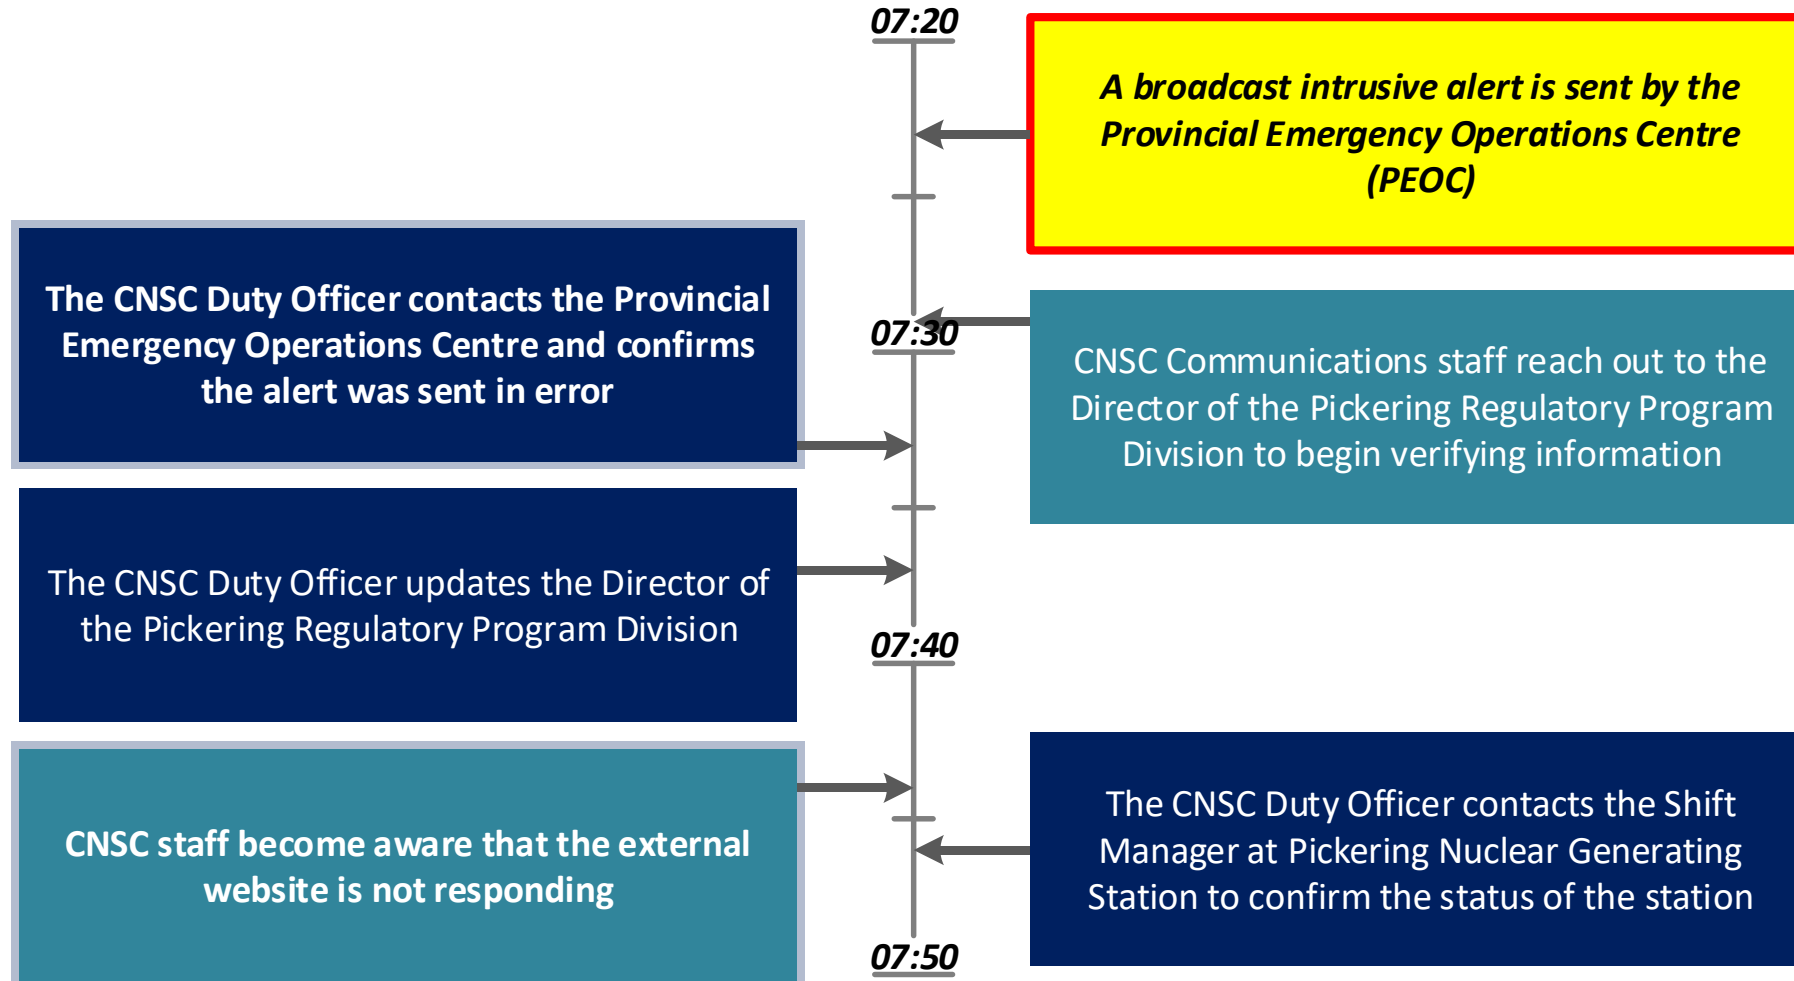 07:20
A broadcast intrusive alert is sent by the
Provincial Emergency Operations Centre
(PEOC)
The CNSC Duty Officer contacts the Provincial
Emergency Operations Centre and confirms
the alert was sent in error
07:30
CNSC Communications staff reach out to the
Director of the Pickering Regulatory Program
Division to begin verifying information
The CNSC Duty Officer updates the Director of
the Pickering Regulatory Program Division
07:40
CNSC staff become aware that the external
website is not responding
The CNSC Duty Officer contacts the Shift
Manager at Pickering Nuclear Generating
Station to confirm the status of the station
07:50